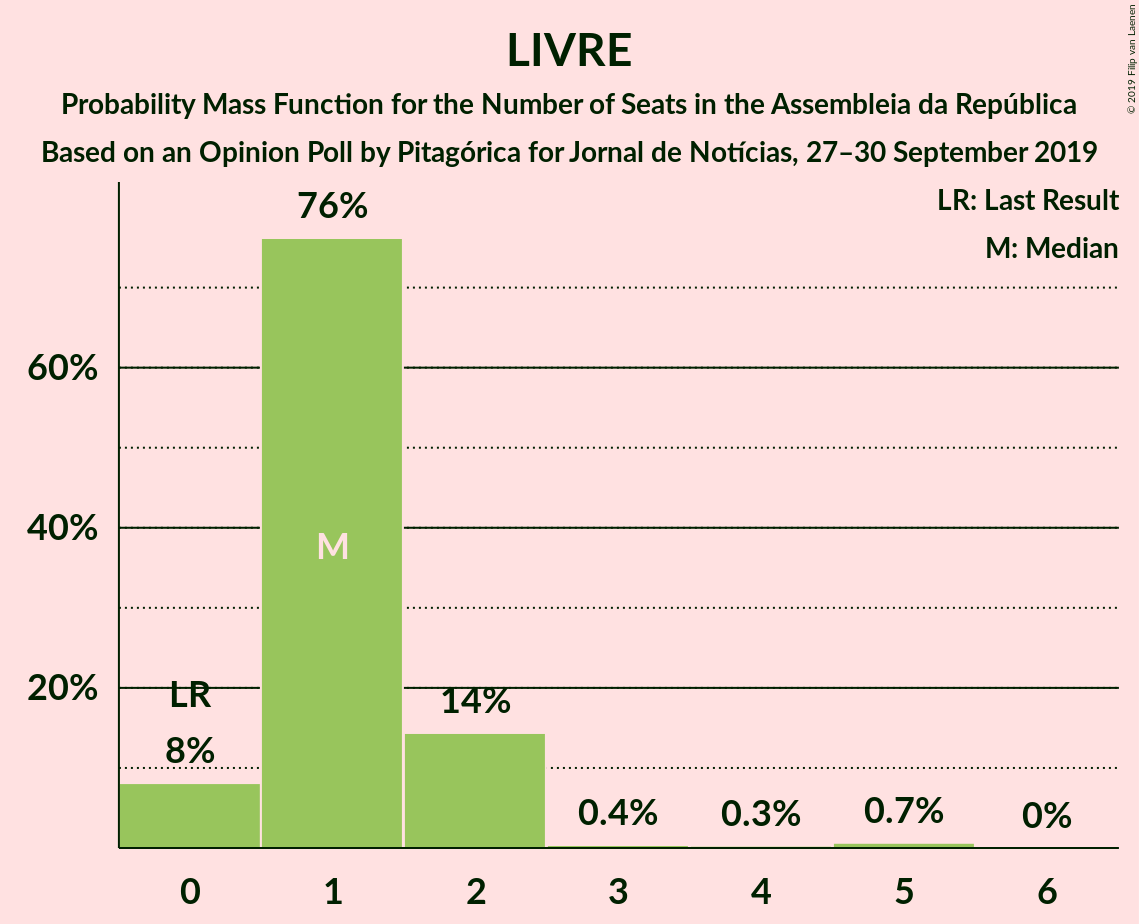 LIVRE
Probability Mass Function for the Number of Seats in the Assembleia da República
Based on an Opinion Poll by Pitagórica for Jornal de Notícias, 27–30 September 2019
© 2019 Filip van Laenen
LR: Last Result
M: Median
76%
60%
40%
M
20%
LR
14%
8%
0.4%
0.3%
0.7%
0%
0 1 2 3 4 5 6